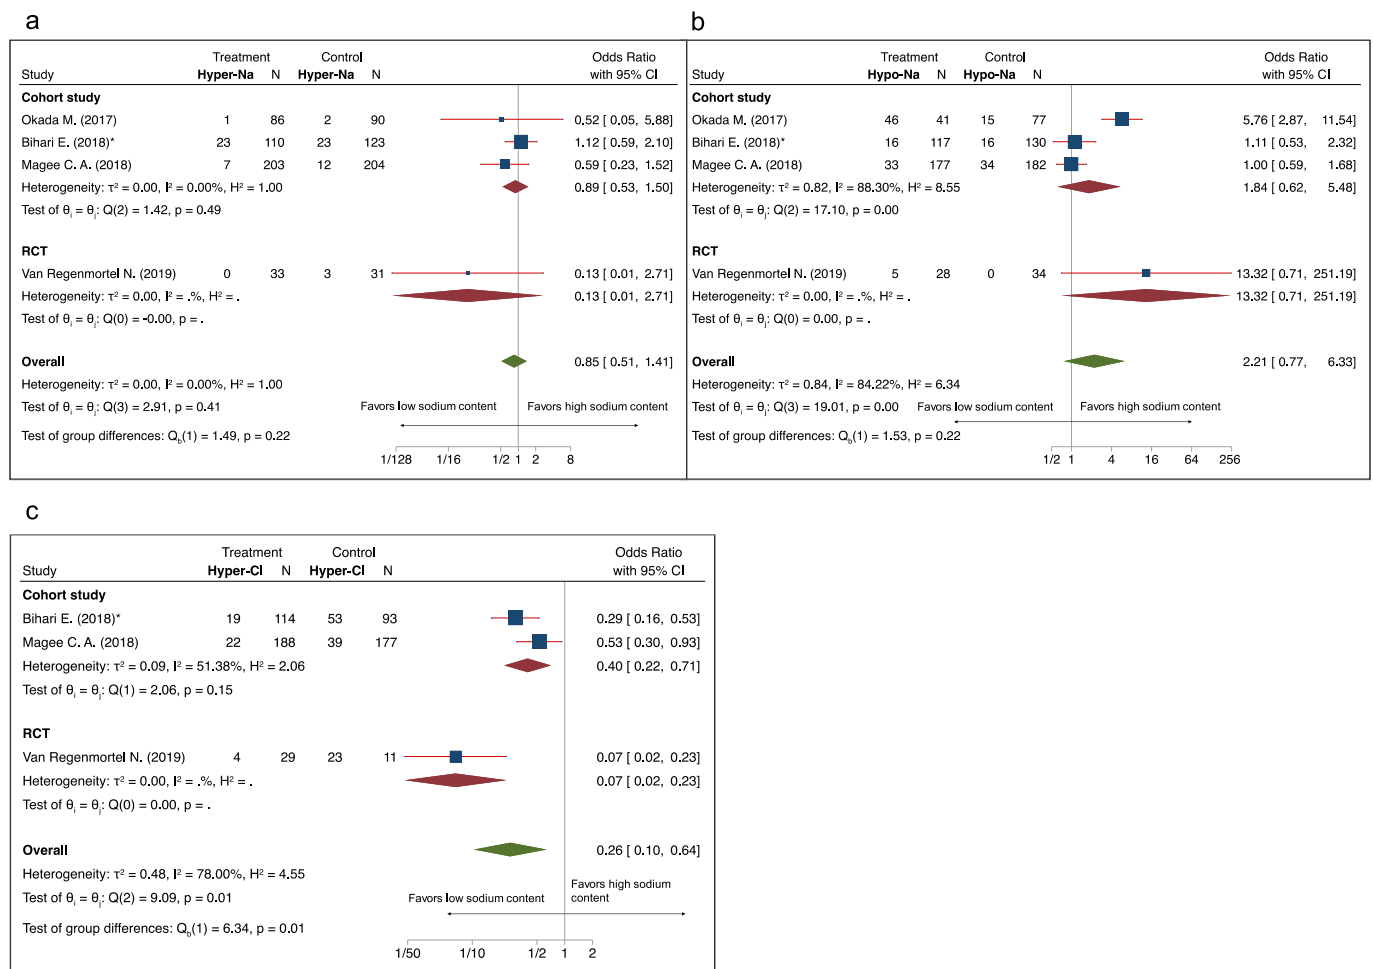 a
Treatment Control Odds Ratio
Study Hyper-Na N Hyper-Na N with 95% CI
Cohort study
Okada M. (2017) 1 86 2 90 0.52 [ 0.05, 5.88]
Bihari E. (2018)* 23 110 23 123 1.12 [ 0.59, 2.10]
Magee C. A. (2018) 7 203 12 204 0.59 [ 0.23, 1.52]
Heterogeneity: τ² = 0.00, I² = 0.00%, H² = 1.00 0.89 [ 0.53, 1.50]
Test of θᵢ = θⱼ: Q(2) = 1.42, p = 0.49
RCT
Van Regenmortel N. (2019) 0 33 3 31 0.13 [ 0.01, 2.71]
Heterogeneity: τ² = 0.00, I² = .%, H² = . 0.13 [ 0.01, 2.71]
Test of θᵢ = θⱼ: Q(0) = -0.00, p = .
Overall 0.85 [ 0.51, 1.41]
Heterogeneity: τ² = 0.00, I² = 0.00%, H² = 1.00
Test of θᵢ = θⱼ: Q(3) = 2.91, p = 0.41
Favors low sodium content Favors high sodium content
Test of group differences: Q_b(1) = 1.49, p = 0.22
1/128 1/16 1/2 1 2 8
b
Treatment Control Odds Ratio
Study Hypo-Na N Hypo-Na N with 95% CI
Cohort study
Okada M. (2017) 46 41 15 77 5.76 [ 2.87, 11.54]
Bihari E. (2018)* 16 117 16 130 1.11 [ 0.53, 2.32]
Magee C. A. (2018) 33 177 34 182 1.00 [ 0.59, 1.68]
Heterogeneity: τ² = 0.82, I² = 88.30%, H² = 8.55 1.84 [ 0.62, 5.48]
Test of θᵢ = θⱼ: Q(2) = 17.10, p = 0.00
RCT
Van Regenmortel N. (2019) 5 28 0 34 13.32 [ 0.71, 251.19]
Heterogeneity: τ² = 0.00, I² = .%, H² = . 13.32 [ 0.71, 251.19]
Test of θᵢ = θⱼ: Q(0) = 0.00, p = .
Overall 2.21 [ 0.77, 6.33]
Heterogeneity: τ² = 0.84, I² = 84.22%, H² = 6.34
Test of θᵢ = θⱼ: Q(3) = 19.01, p = 0.00 Favors low sodium content Favors high sodium content
Test of group differences: Q_b(1) = 1.53, p = 0.22
1/2 1 4 16 64 256
c
Treatment Control Odds Ratio
Study Hyper-Cl N Hyper-Cl N with 95% CI
Cohort study
Bihari E. (2018)* 19 114 53 93 0.29 [ 0.16, 0.53]
Magee C. A. (2018) 22 188 39 177 0.53 [ 0.30, 0.93]
Heterogeneity: τ² = 0.09, I² = 51.38%, H² = 2.06 0.40 [ 0.22, 0.71]
Test of θᵢ = θⱼ: Q(1) = 2.06, p = 0.15
RCT
Van Regenmortel N. (2019) 4 29 23 11 0.07 [ 0.02, 0.23]
Heterogeneity: τ² = 0.00, I² = .%, H² = . 0.07 [ 0.02, 0.23]
Test of θᵢ = θⱼ: Q(0) = 0.00, p = .
Overall 0.26 [ 0.10, 0.64]
Heterogeneity: τ² = 0.48, I² = 78.00%, H² = 4.55
Test of θᵢ = θⱼ: Q(2) = 9.09, p = 0.01
Favors low sodium content
Favors high sodium
content
Test of group differences: Q_b(1) = 6.34, p = 0.01
1/50 1/10 1/2 1 2